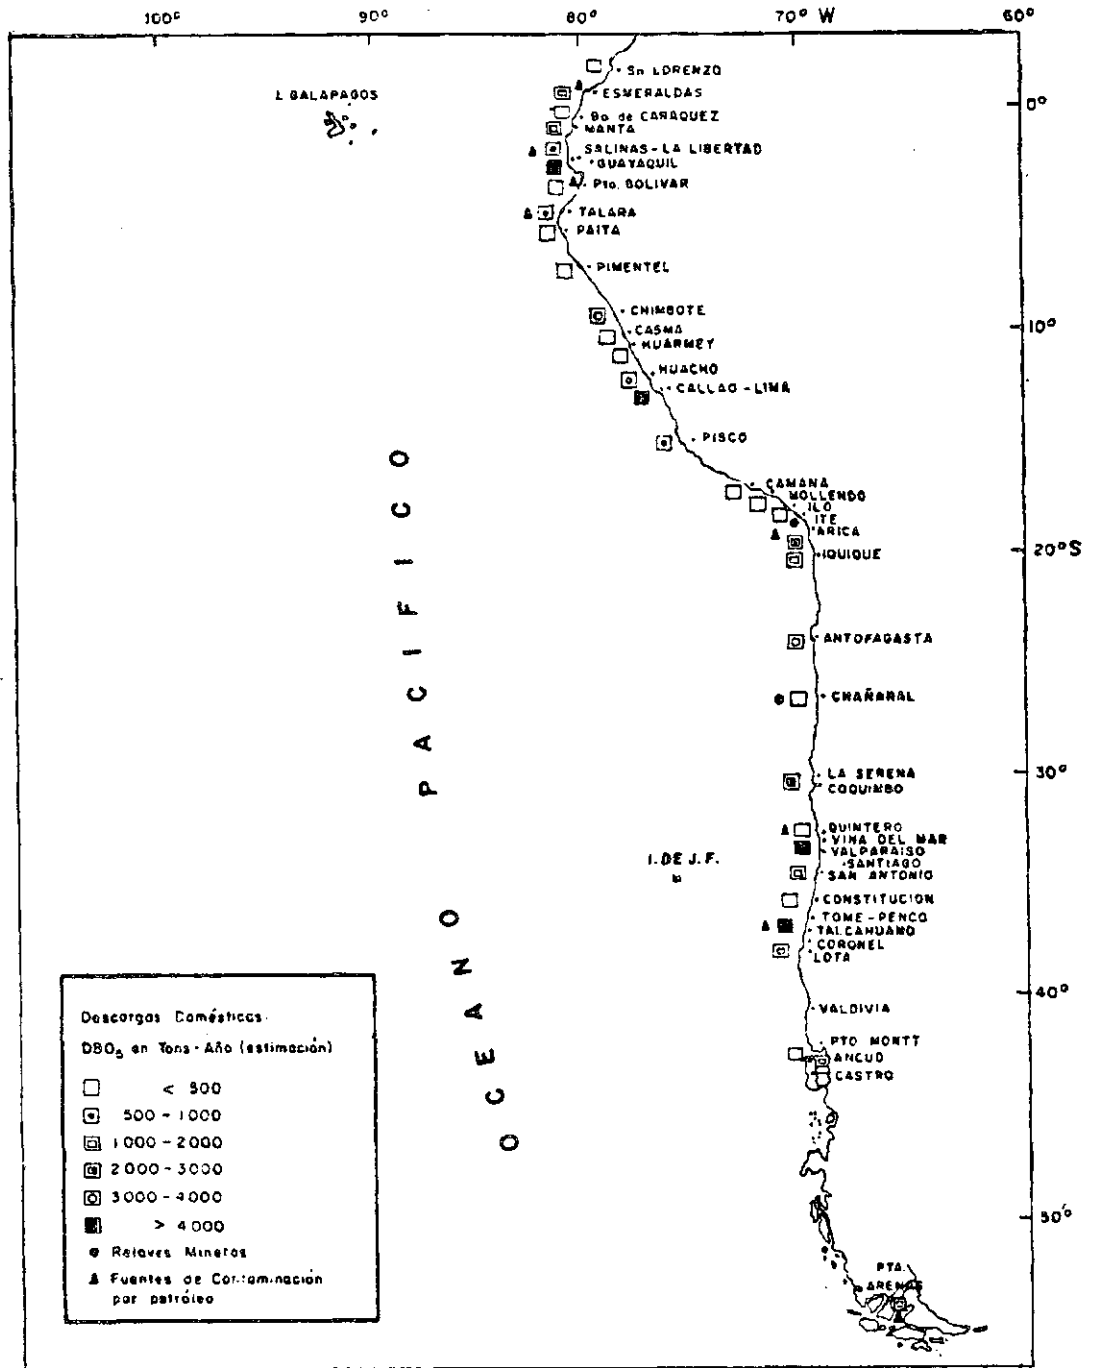 100° 90° 80° 70° W 60°
Sn LORENZO
I. GALAPAGOS
ESMERALDAS
0°
Ba. de CARAQUEZ
MANTA
SALINAS-LA LIBERTAD
GUAYAQUIL
Pto. BOLIVAR
TALARA
PAITA
PIMENTEL
CHIMBOTE
10°
CASMA
HUARMEY
HUACHO
CALLAO-LIMA
PISCO
CAMANA
MOLLENDO
ILO
ITE
ARICA
20°S
IQUIQUE
ANTOFAGASTA
CHAÑARAL
LA SERENA
30°
COQUIMBO
QUINTERO
VINA DEL MAR
VALPARAISO
I. DE J. F.
SANTIAGO
SAN ANTONIO
CONSTITUCION
TOME-PENCO
TALCAHUANO
CORONEL
LOTA
OCEANO PACIFICO
40°
VALDIVIA
PTO MONTT
ANCUD
CASTRO
50°
PTA.
ARENAS
Descargas Domésticas
DBO₅ en Tons-Año (estimación)
< 500
500-1000
1000-2000
2000-3000
3000-4000
> 4000
Relaves Mineros
Fuentes de Contaminación
por petróleo